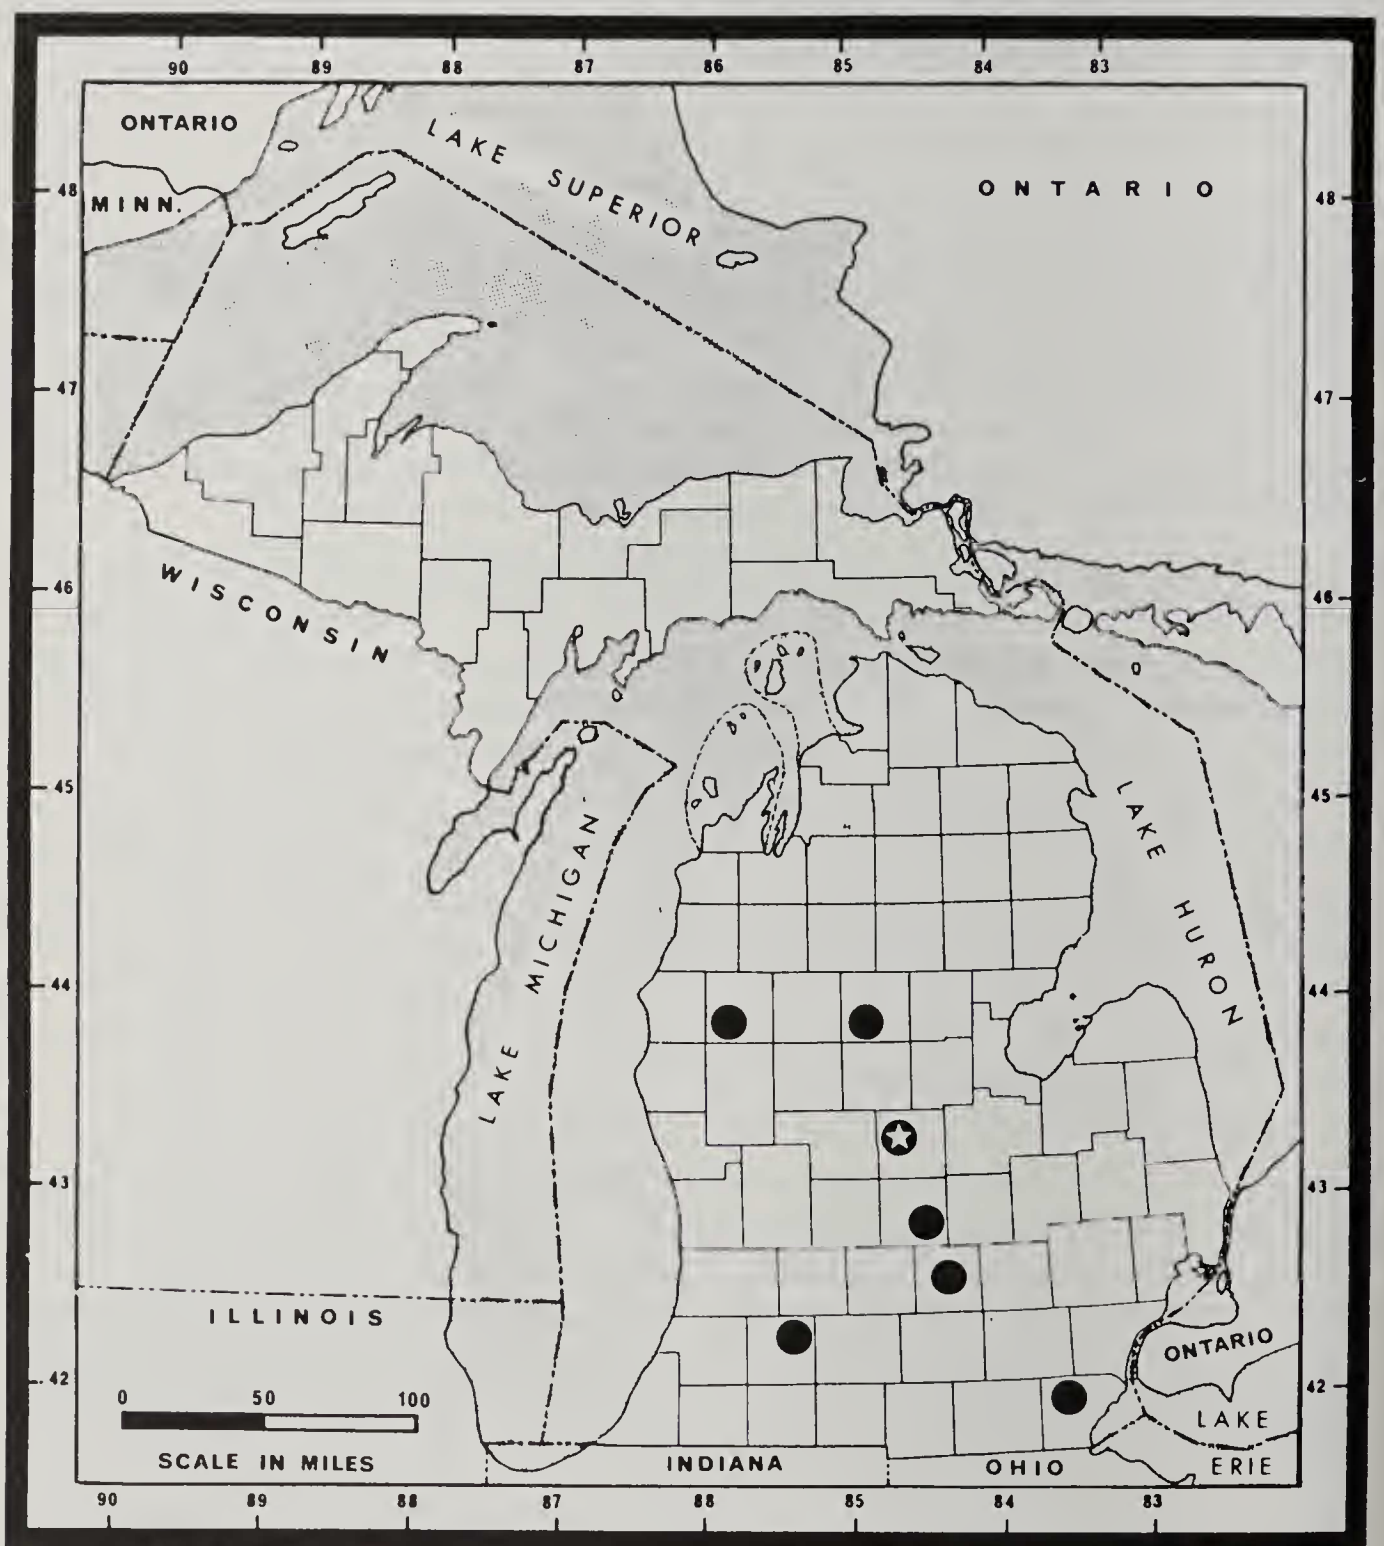 90 89 88 87 86 85 84 83
ONTARIO
LAKE SUPERIOR
48
MINN.
ONTARIO
48
47
47
46
WISCONSIN
46
45
LAKE MICHIGAN
LAKE HURON
45
44
44
43
43
ILLINOIS
ONTARIO
42
0 50 100
42
LAKE
ERIE
SCALE IN MILES
INDIANA
OHIO
90 89 88 87 88 85 84 83